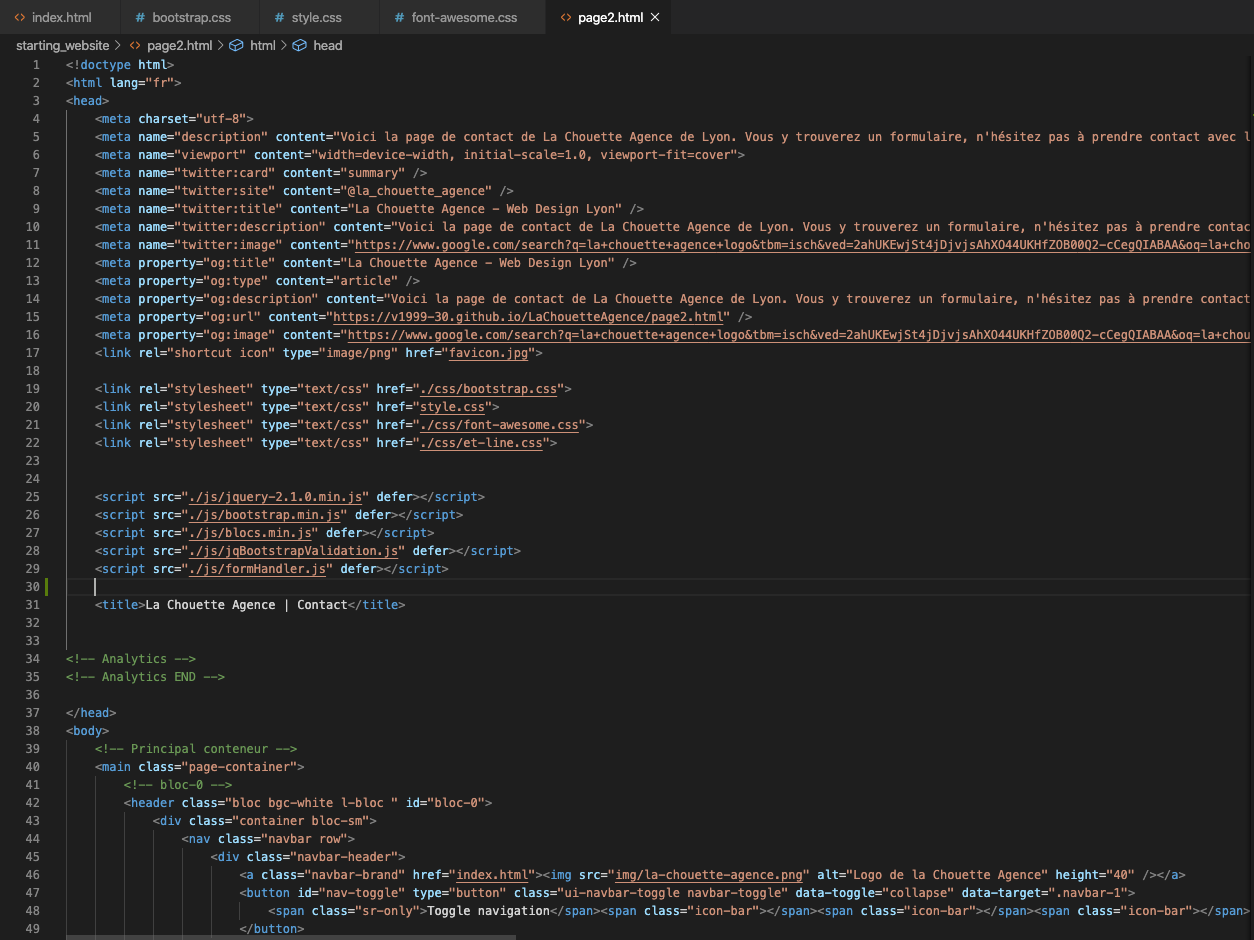 index.html bootstrap.css style.css font-awesome.css page2.html
starting_website > page2.html > html > head
1 <!doctype html>
2 <html lang="fr">
3 <head>
4 <meta charset="utf-8">
5 <meta name="description" content="Voici la page de contact de La Chouette Agence de Lyon. Vous y trouverez un formulaire, n'hésitez pas à prendre contact avec l
6 <meta name="viewport" content="width=device-width, initial-scale=1.0, viewport-fit=cover">
7 <meta name="twitter:card" content="summary" />
8 <meta name="twitter:site" content="@la_chouette_agence" />
9 <meta name="twitter:title" content="La Chouette Agence - Web Design Lyon" />
10 <meta name="twitter:description" content="Voici la page de contact de La Chouette Agence de Lyon. Vous y trouverez un formulaire, n'hésitez pas à prendre contac
11 <meta name="twitter:image" content="https://www.google.com/search?q=la+chouette+agence+logo&tbm=isch&ved=2ahUKEwjSt4jDjvjsAhXO44UKHfZOB00Q2-cCegQIABAA&oq=la+cho
12 <meta property="og:title" content="La Chouette Agence - Web Design Lyon" />
13 <meta property="og:type" content="article" />
14 <meta property="og:description" content="Voici la page de contact de La Chouette Agence de Lyon. Vous y trouverez un formulaire, n'hésitez pas à prendre contact
15 <meta property="og:url" content="https://v1999-30.github.io/LaChouetteAgence/page2.html" />
16 <meta property="og:image" content="https://www.google.com/search?q=la+chouette+agence+logo&tbm=isch&ved=2ahUKEwjSt4jDjvjsAhXO44UKHfZOB00Q2-cCegQIABAA&oq=la+chou
17 <link rel="shortcut icon" type="image/png" href="favicon.jpg">
18
19 <link rel="stylesheet" type="text/css" href="./css/bootstrap.css">
20 <link rel="stylesheet" type="text/css" href="style.css">
21 <link rel="stylesheet" type="text/css" href="./css/font-awesome.css">
22 <link rel="stylesheet" type="text/css" href="./css/et-line.css">
23
24
25 <script src="./js/jquery-2.1.0.min.js" defer></script>
26 <script src="./js/bootstrap.min.js" defer></script>
27 <script src="./js/blocs.min.js" defer></script>
28 <script src="./js/jqBootstrapValidation.js" defer></script>
29 <script src="./js/formHandler.js" defer></script>
30
31 <title>La Chouette Agence | Contact</title>
32
33
34 <!-- Analytics -->
35 <!-- Analytics END -->
36
37 </head>
38 <body>
39 <!-- Principal conteneur -->
40 <main class="page-container">
41 <!-- bloc-0 -->
42 <header class="bloc bgc-white l-bloc " id="bloc-0">
43 <div class="container bloc-sm">
44 <nav class="navbar row">
45 <div class="navbar-header">
46 <a class="navbar-brand" href="index.html"><img src="img/la-chouette-agence.png" alt="Logo de la Chouette Agence" height="40" /></a>
47 <button id="nav-toggle" type="button" class="ui-navbar-toggle navbar-toggle" data-toggle="collapse" data-target=".navbar-1">
48 <span class="sr-only">Toggle navigation</span><span class="icon-bar"></span><span class="icon-bar"></span><span class="icon-bar"></span>
49 </button>